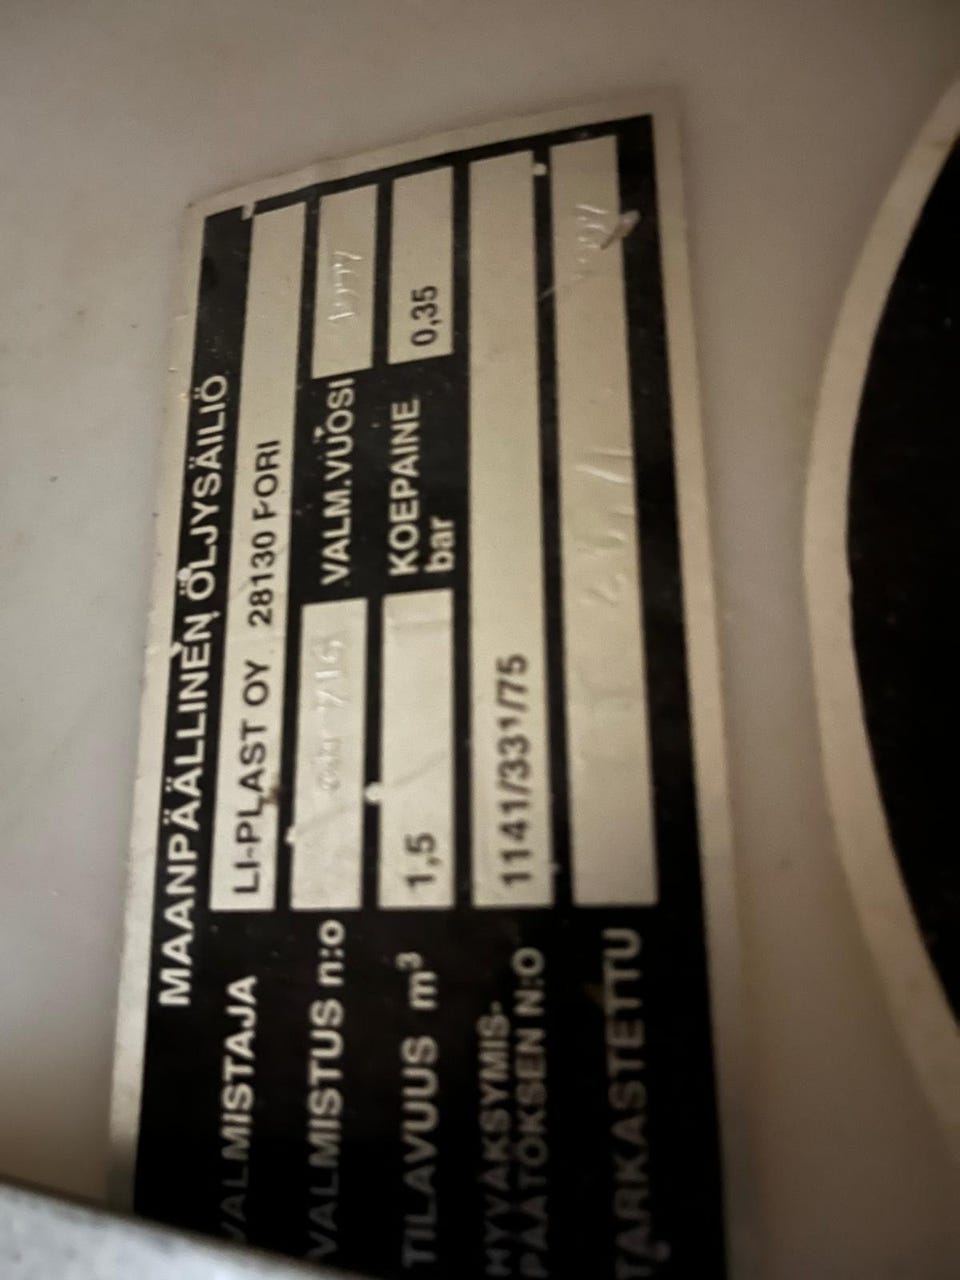 MAANPÄÄLLINEN ÖLJYSÄILIÖ
VALMISTAJA LI-PLAST OY 28130 PORI
VALMISTUS n:o VALM.VUOSI
TILAVUUS m³ 1,5 KOEPAINE bar 0,35
HYVÄKSYMIS-
PÄÄTÖKSEN N:O 1141/331/75
TARKASTETTU